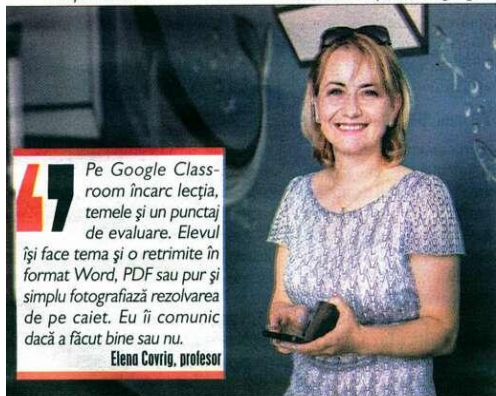 Pe Google Class-
room încarc lecția,
temele și un punctaj
de evaluare. Elevul
își face tema și o retrimite în
format Word, PDF sau pur și
simplu fotografiază rezolvarea
de pe caiet. Eu îi comunic
dacă a făcut bine sau nu.
Elena Covrig, profesor